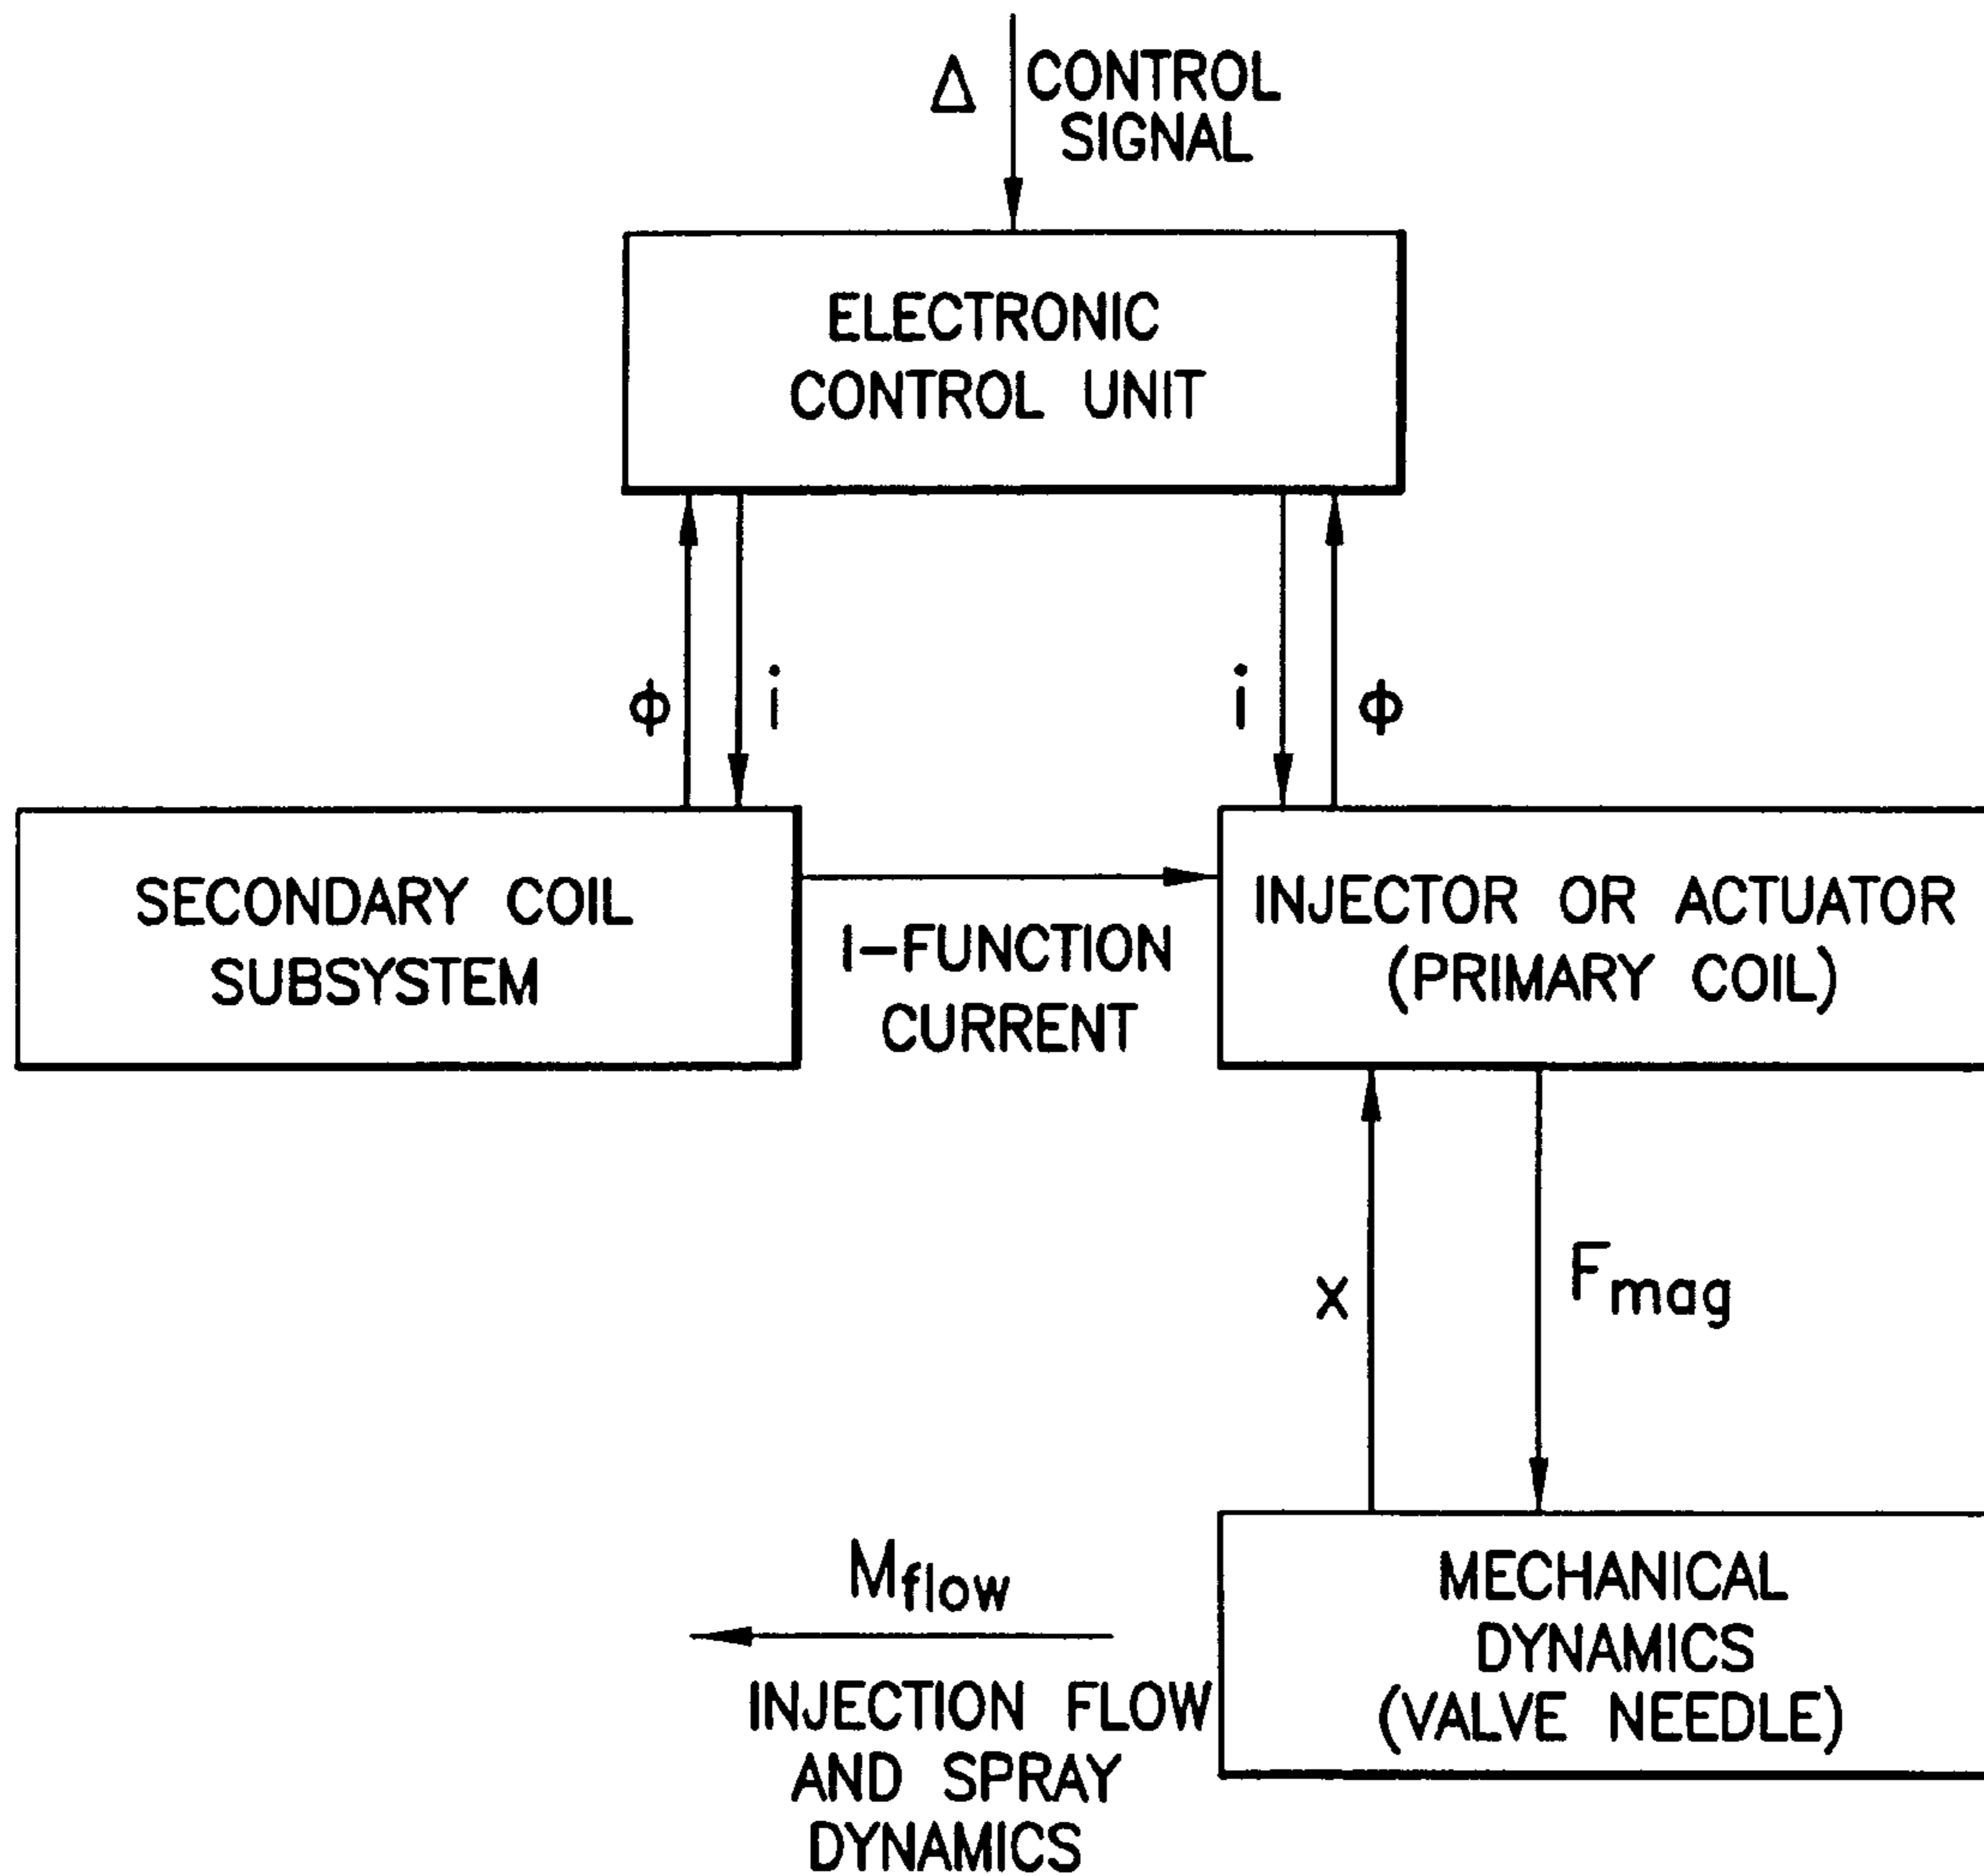 Δ CONTROL
SIGNAL
ELECTRONIC
CONTROL UNIT
ϕ i i ϕ
SECONDARY COIL
SUBSYSTEM
I-FUNCTION
CURRENT
INJECTOR OR ACTUATOR
(PRIMARY COIL)
x
Fmag
Mflow
INJECTION FLOW
AND SPRAY
DYNAMICS
MECHANICAL
DYNAMICS
(VALVE NEEDLE)